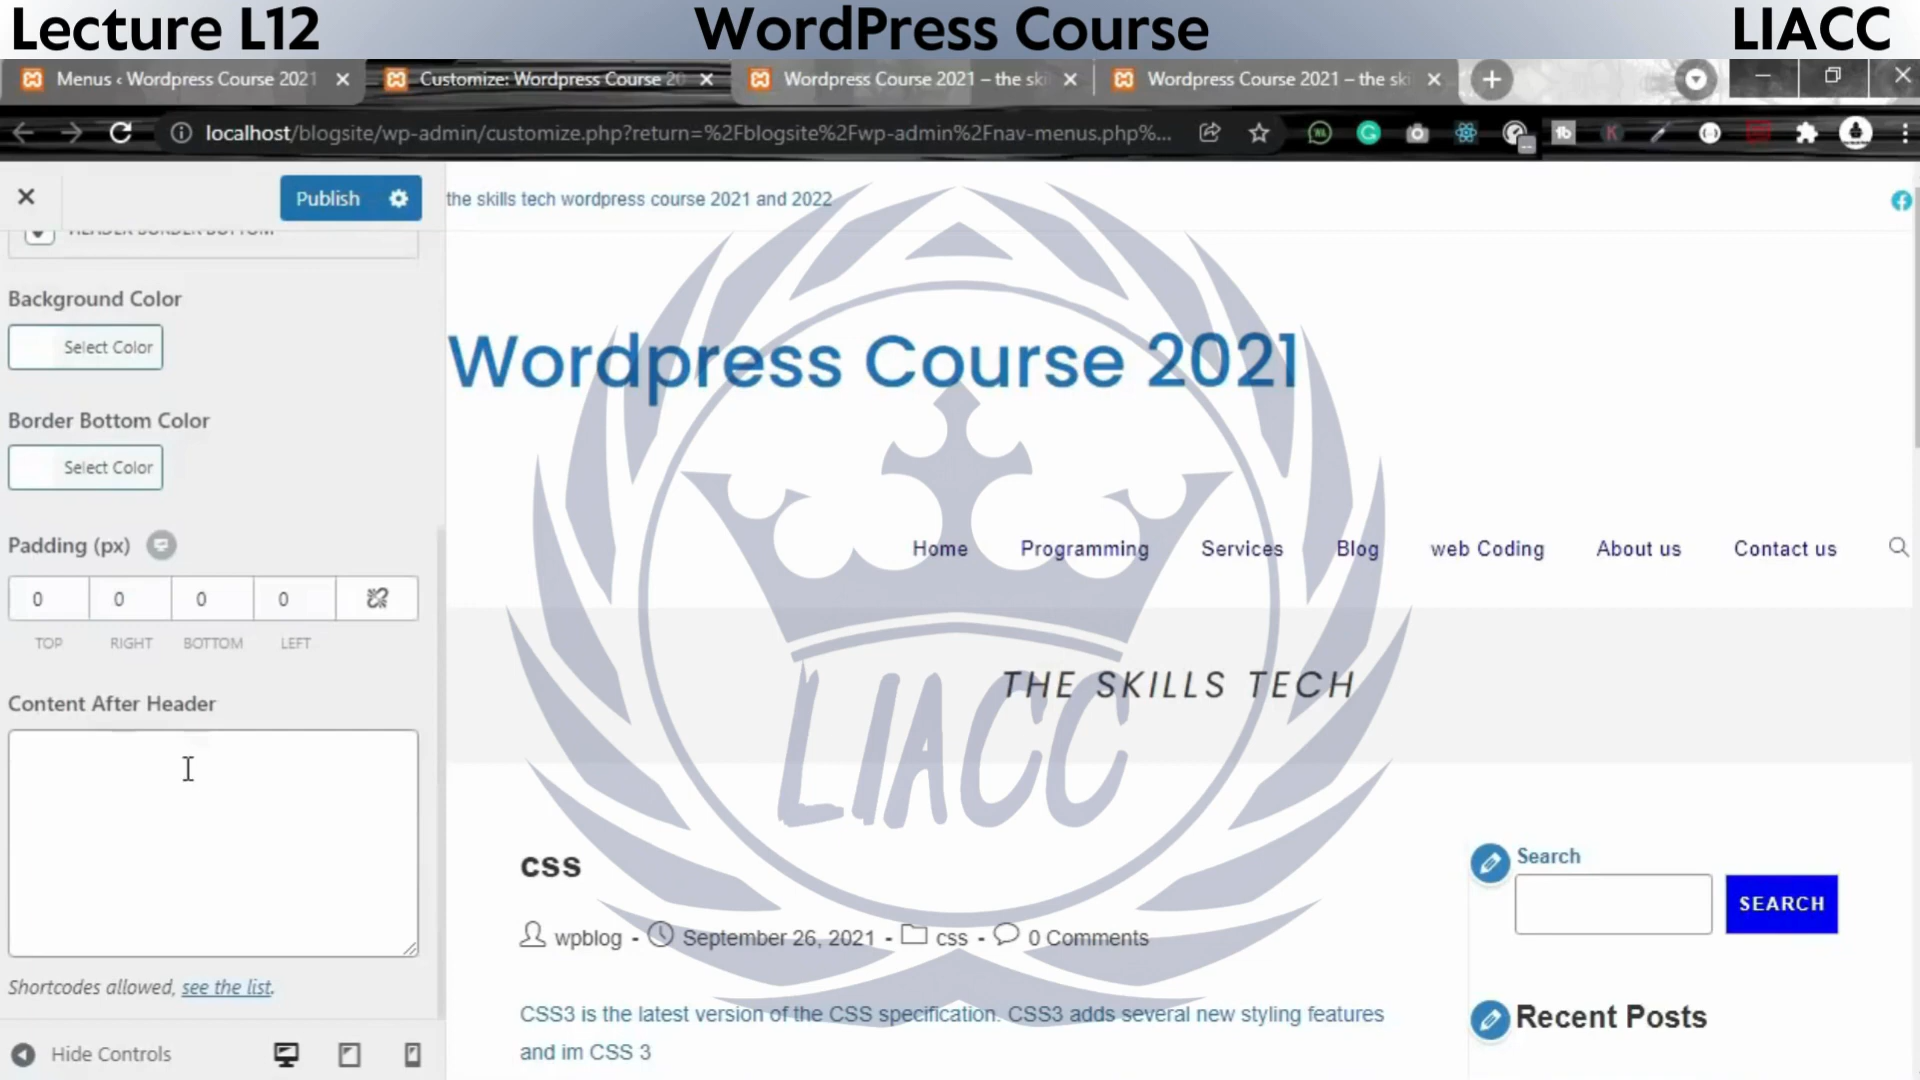 Lecture L12 WordPress Course LIACC
Menus ‹ Wordpress Course 2021 Customize: Wordpress Course 20 Wordpress Course 2021 – the ski Wordpress Course 2021 – the ski
localhost/blogsite/wp-admin/customize.php?return=%2Fblogsite%2Fwp-admin%2Fnav-menus.php%...
Publish
the skills tech wordpress course 2021 and 2022
HEADER BORDER BOTTOM
Background Color
Select Color
Border Bottom Color
Select Color
Padding (px)
0 0 0 0
TOP RIGHT BOTTOM LEFT
Content After Header
Shortcodes allowed, see the list.
Hide Controls
Wordpress Course 2021
Home Programming Services Blog web Coding About us Contact us
THE SKILLS TECH
LIACC
css
wpblog - September 26, 2021 - css - 0 Comments
CSS3 is the latest version of the CSS specification. CSS3 adds several new styling features
and im CSS 3
Search
SEARCH
Recent Posts